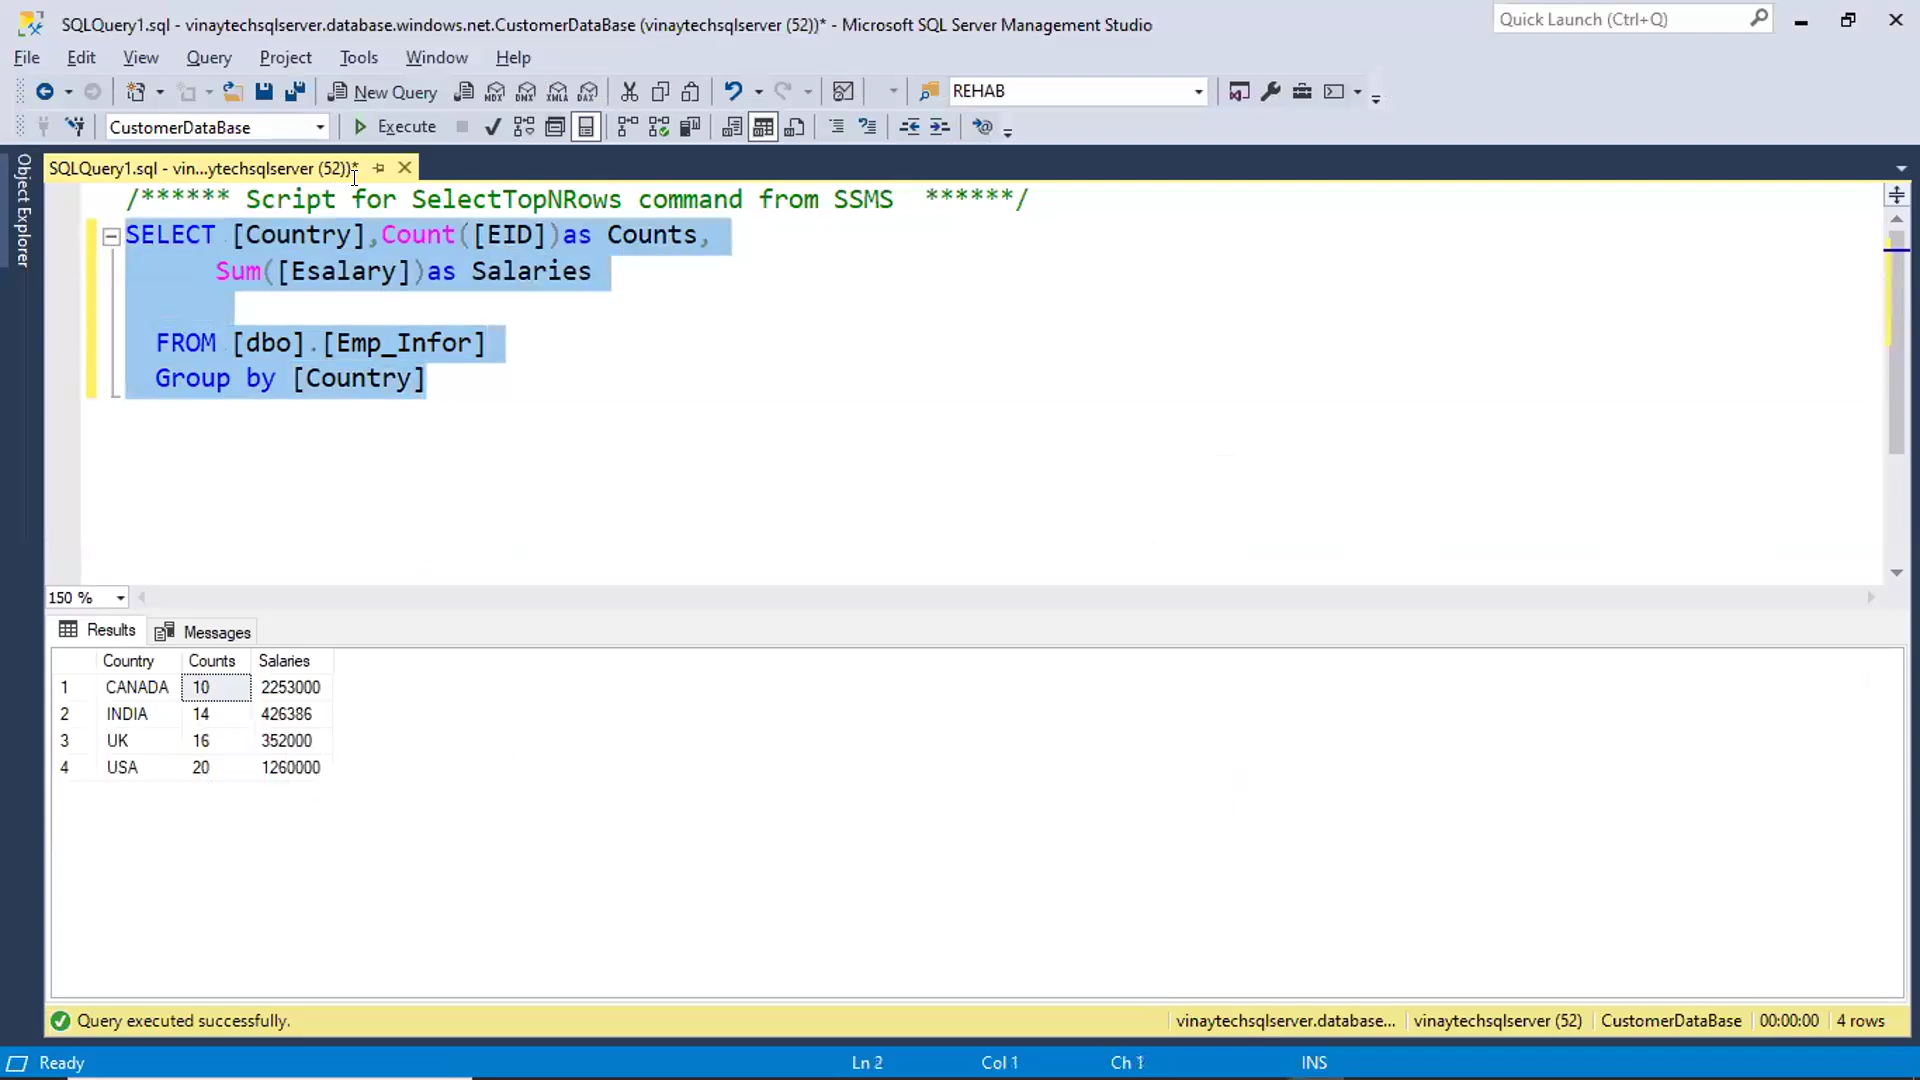 SQLQuery1.sql - vinaytechsqlserver.database.windows.net.CustomerDataBase (vinaytechsqlserver (52))* - Microsoft SQL Server Management Studio
Quick Launch (Ctrl+Q)
File Edit View Query Project Tools Window Help
New Query MDX DMX XMLA DAX REHAB
CustomerDataBase Execute
SQLQuery1.sql - vin...ytechsqlserver (52))*
Object Explorer
/****** Script for SelectTopNRows command from SSMS ******/
SELECT [Country],Count([EID])as Counts,
Sum([Esalary])as Salaries
FROM [dbo].[Emp_Infor]
Group by [Country]
150 %
Results Messages
Country Counts Salaries
1 CANADA 10 2253000
2 INDIA 14 426386
3 UK 16 352000
4 USA 20 1260000
Query executed successfully. vinaytechsqlserver.database... vinaytechsqlserver (52) CustomerDataBase 00:00:00 4 rows
Ready Ln 2 Col 1 Ch 1 INS